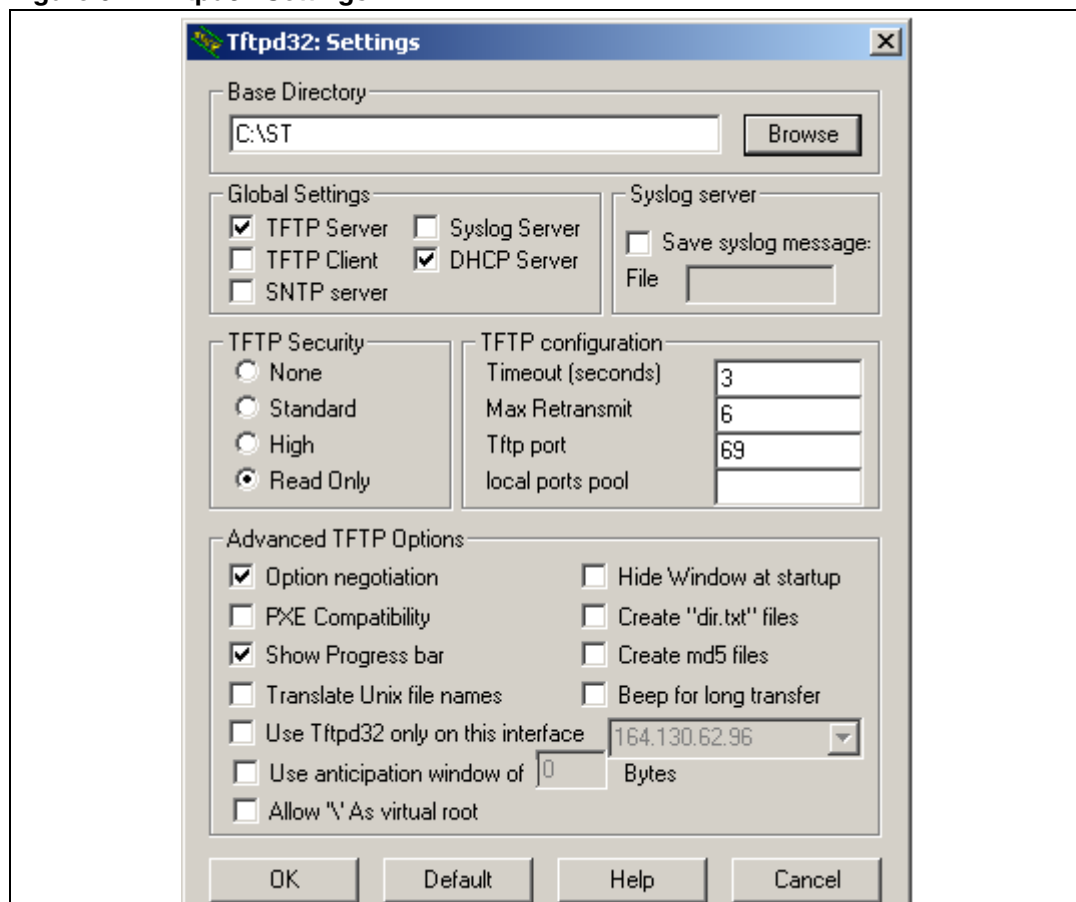 Tftpd32: Settings
Base Directory
C:\ST
Browse
Global Settings
TFTP Server
Syslog Server
TFTP Client
DHCP Server
SNTP server
Syslog server
Save syslog message:
File
TFTP Security
None
Standard
High
Read Only
TFTP configuration
Timeout (seconds)
3
Max Retransmit
6
Tftp port
69
local ports pool
Advanced TFTP Options
Option negotiation
Hide Window at startup
PXE Compatibility
Create "dir.txt" files
Show Progress bar
Create md5 files
Translate Unix file names
Beep for long transfer
Use Tftpd32 only on this interface
164.130.62.96
Use anticipation window of 0 Bytes
Allow '\' As virtual root
OK
Default
Help
Cancel